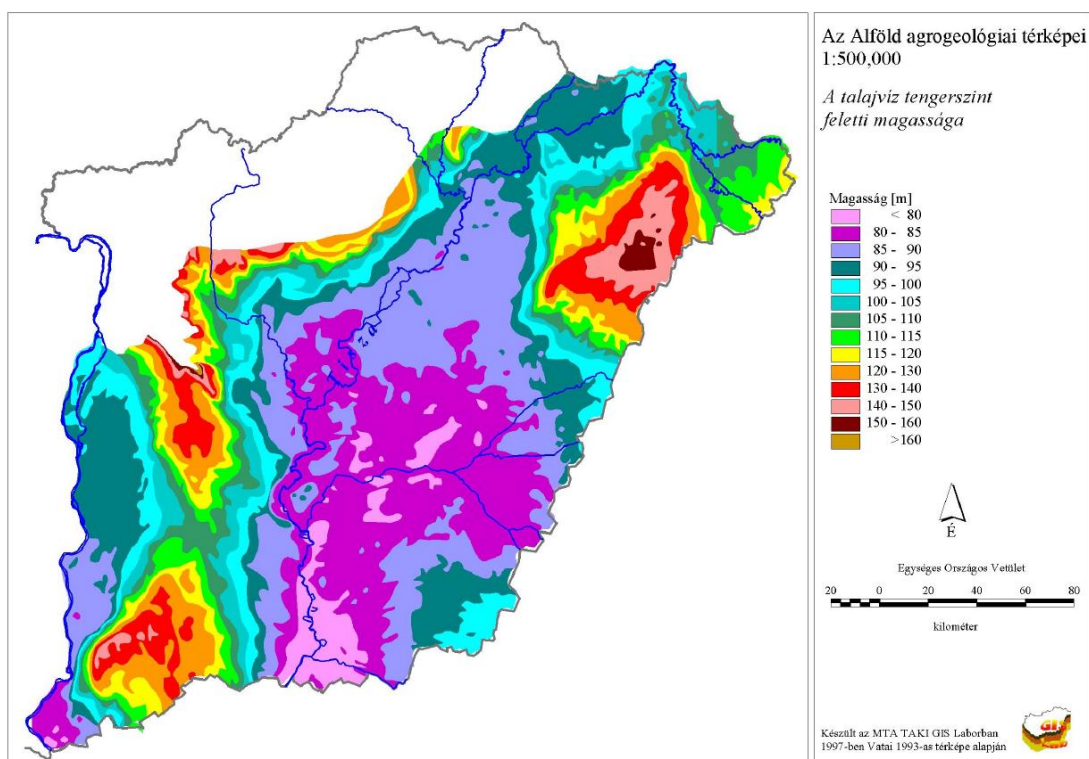 Tisza
Az Alföld agrogeológiai térképei
1:500,000
A talajvíz tengerszint
feletti magassága
Magasság [m]
< 80
80 - 85
85 - 90
90 - 95
95 - 100
100 - 105
105 - 110
110 - 115
115 - 120
120 - 130
130 - 140
140 - 150
150 - 160
>160
É
Egységes Országos Vetület
20 0 20 40 60 80
kilométer
Készült az MTA TAKI GIS Laborban
1997-ben Vatai 1993-as térképe alapján
GIS